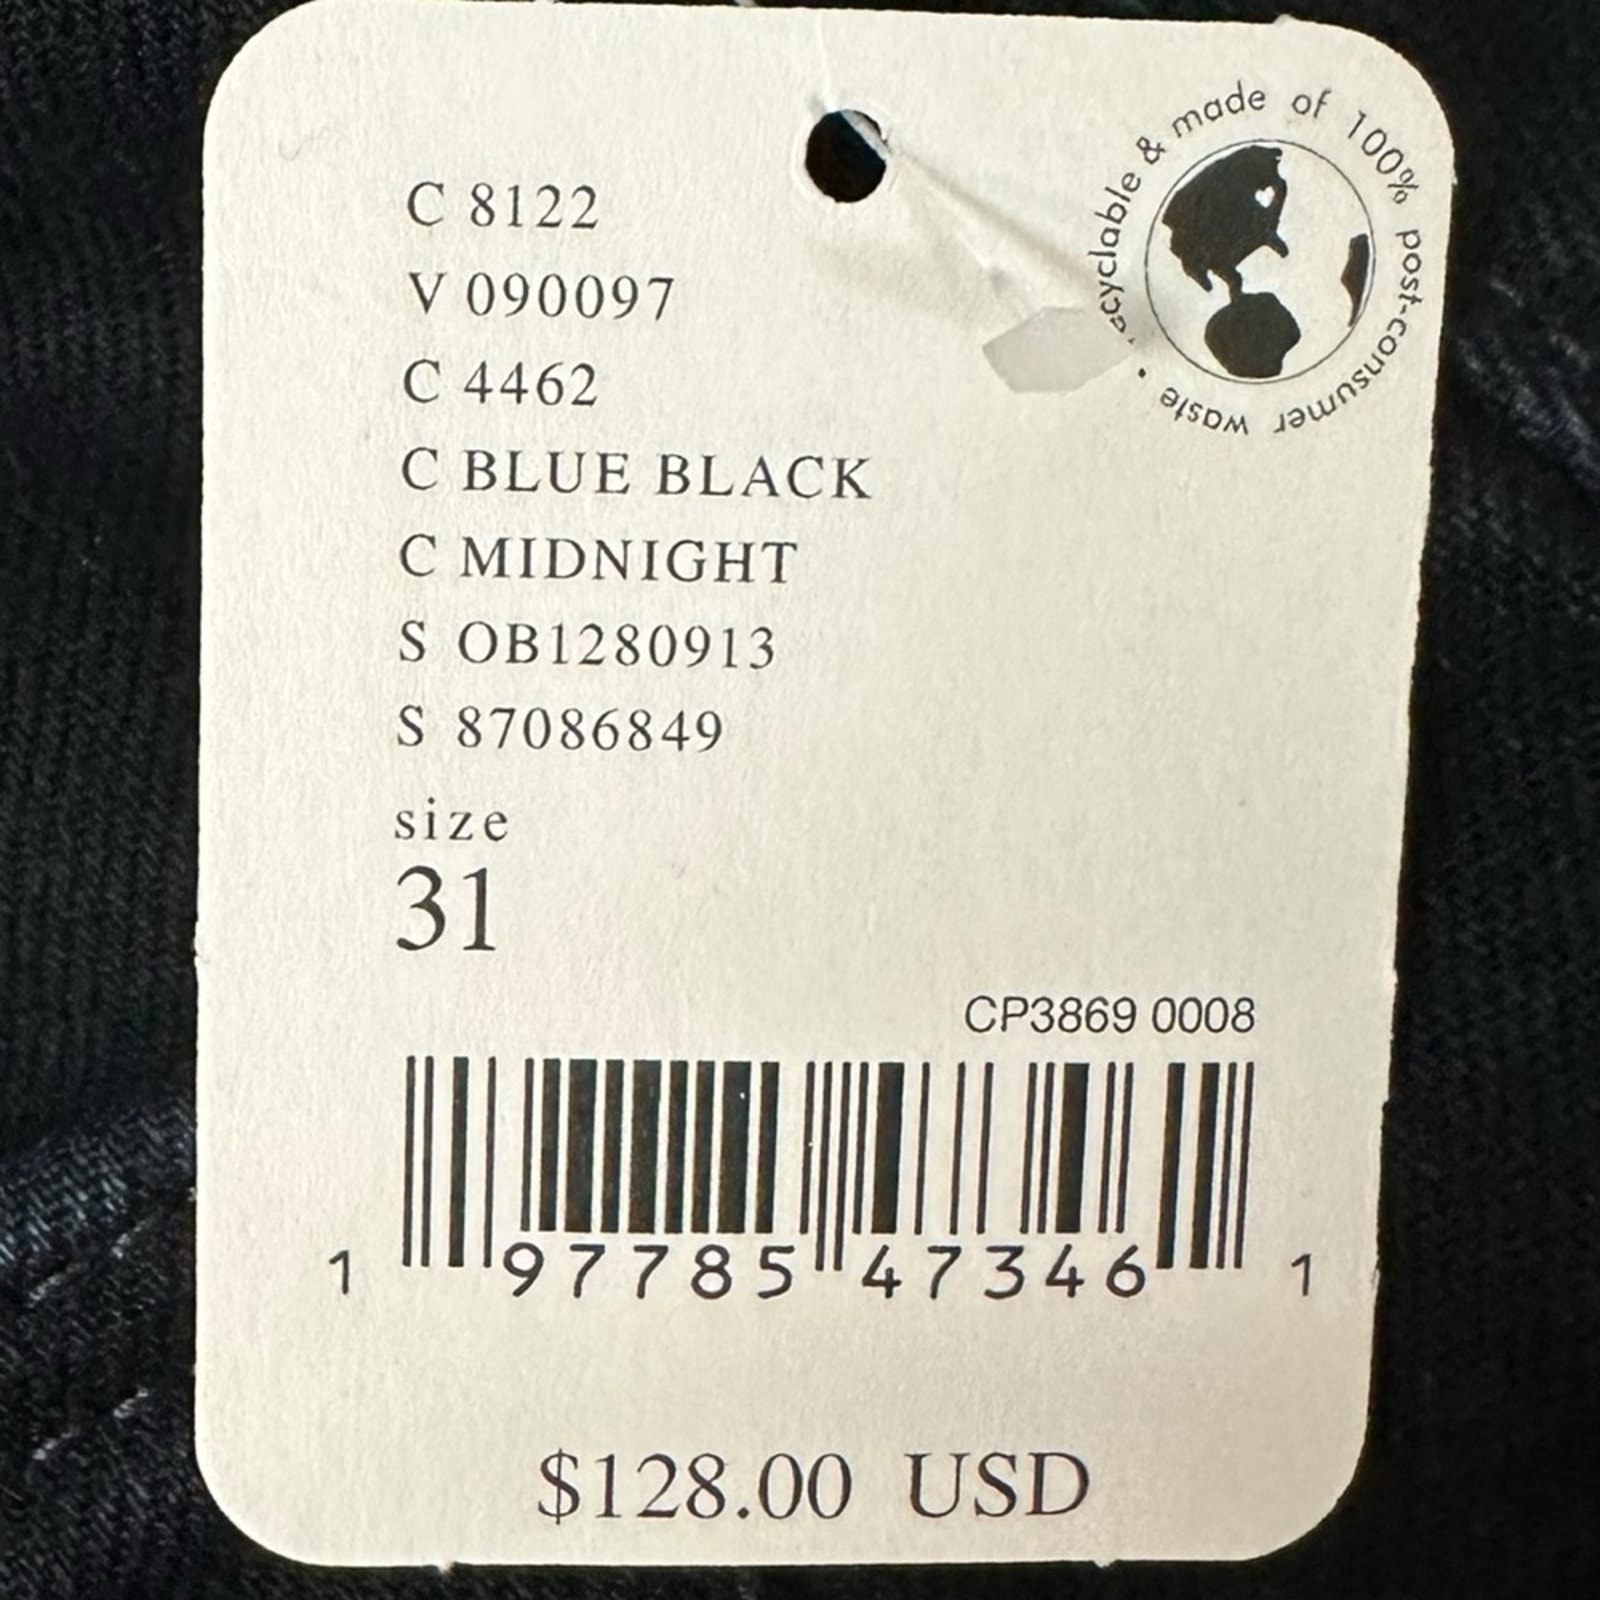 C 8122
V 090097
C 4462
C BLUE BLACK
C MIDNIGHT
S OB1280913
S 87086849
size
31
& made of 100% post-consumer waste •
CP3869 0008
1 97785 47346 1
$128.00 USD